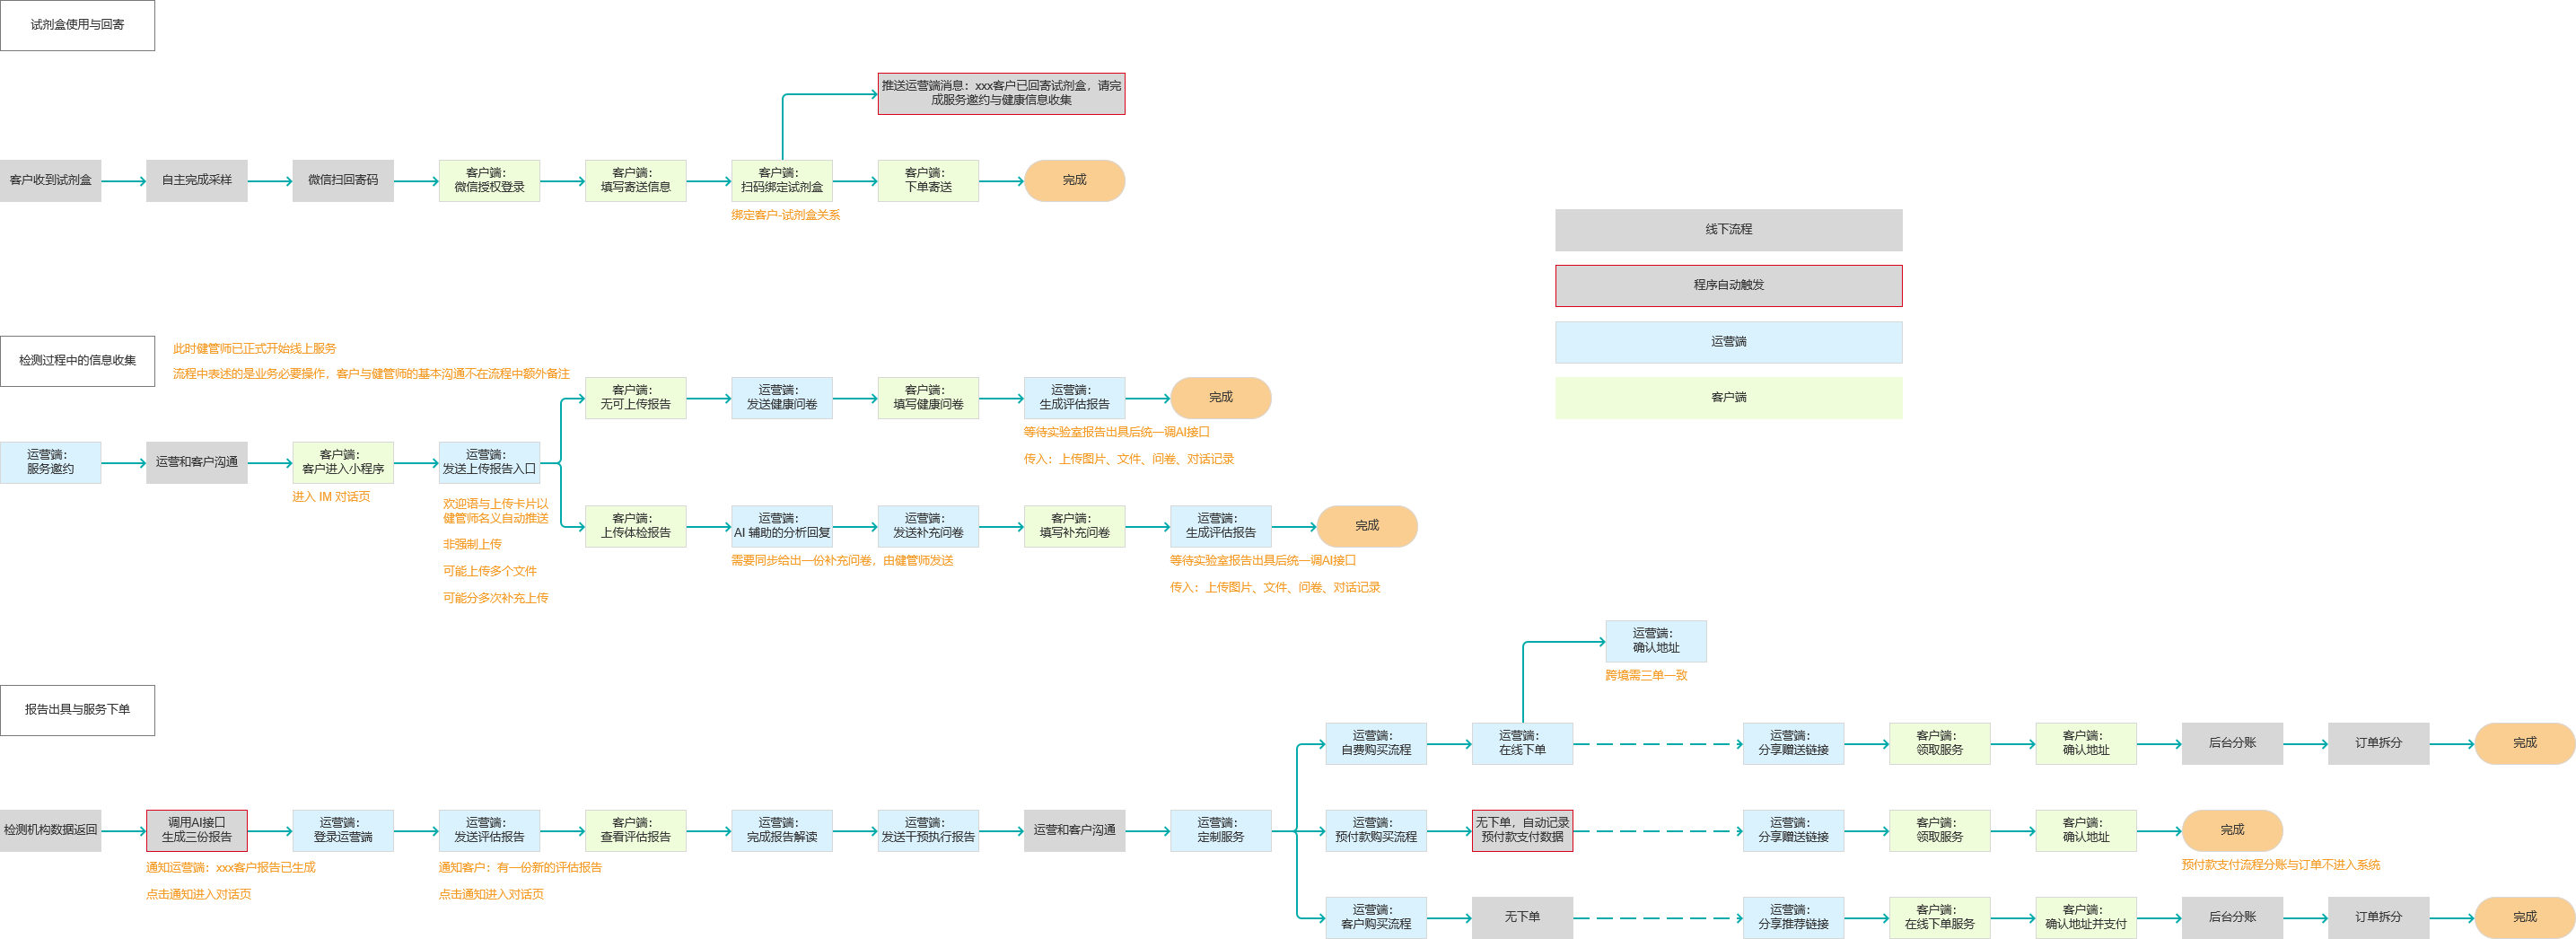 试剂盒使用与回寄
推送运营端消息：xxx客户已回寄试剂盒，请完
成服务邀约与健康信息收集
客户收到试剂盒
自主完成采样
微信扫回寄码
客户端：
微信授权登录
客户端：
填写寄送信息
客户端：
扫码绑定试剂盒
客户端：
下单寄送
完成
绑定客户-试剂盒关系
线下流程
程序自动触发
运营端
客户端
检测过程中的信息收集
此时健管师已正式开始线上服务
流程中表述的是业务必要操作，客户与健管师的基本沟通不在流程中额外备注
客户端：
无可上传报告
运营端：
发送健康问卷
客户端：
填写健康问卷
运营端：
生成评估报告
完成
等待实验室报告出具后统一调AI接口
传入：上传图片、文件、问卷、对话记录
运营端：
服务邀约
运营和客户沟通
客户端：
客户进入小程序
运营端：
发送上传报告入口
进入 IM 对话页
欢迎语与上传卡片以
健管师名义自动推送
非强制上传
可能上传多个文件
可能分多次补充上传
客户端：
上传体检报告
运营端：
AI 辅助的分析回复
运营端：
发送补充问卷
客户端：
填写补充问卷
运营端：
生成评估报告
完成
需要同步给出一份补充问卷，由健管师发送
等待实验室报告出具后统一调AI接口
传入：上传图片、文件、问卷、对话记录
运营端：
确认地址
跨境需三单一致
报告出具与服务下单
运营端：
自费购买流程
运营端：
在线下单
运营端：
分享赠送链接
客户端：
领取服务
客户端：
确认地址
后台分账
订单拆分
完成
检测机构数据返回
调用AI接口
生成三份报告
运营端：
登录运营端
运营端：
发送评估报告
客户端：
查看评估报告
运营端：
完成报告解读
运营端：
发送干预执行报告
运营和客户沟通
运营端：
定制服务
运营端：
预付款购买流程
无下单，自动记录
预付款支付数据
运营端：
分享赠送链接
客户端：
领取服务
客户端：
确认地址
完成
通知运营端：xxx客户报告已生成
点击通知进入对话页
通知客户：有一份新的评估报告
点击通知进入对话页
预付款支付流程分账与订单不进入系统
运营端：
客户购买流程
无下单
运营端：
分享推荐链接
客户端：
在线下单服务
客户端：
确认地址并支付
后台分账
订单拆分
完成